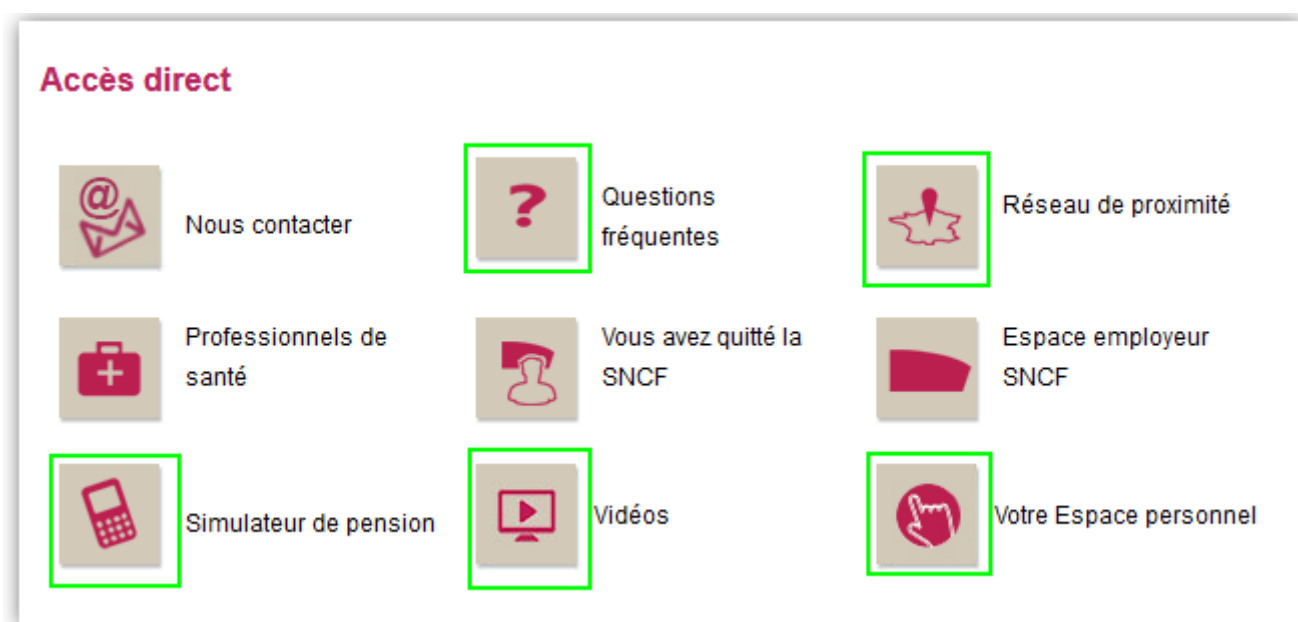 Accès direct
Nous contacter
Questions
fréquentes
Réseau de proximité
Professionnels de
santé
Vous avez quitté la
SNCF
Espace employeur
SNCF
Simulateur de pension
Vidéos
Votre Espace personnel